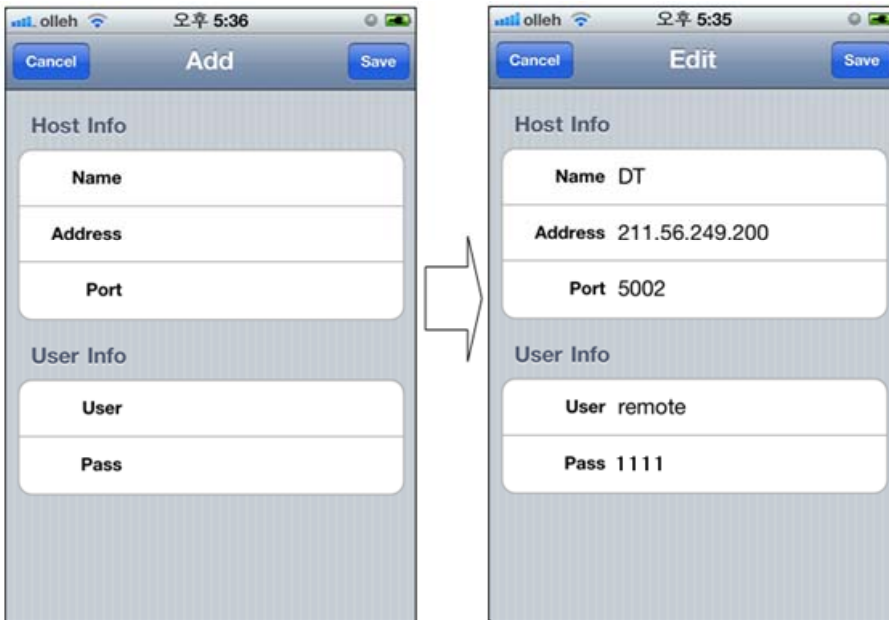 olleh 오후 5:36
Cancel Add Save
Host Info
Name
Address
Port
User Info
User
Pass
olleh 오후 5:35
Cancel Edit Save
Host Info
Name DT
Address 211.56.249.200
Port 5002
User Info
User remote
Pass 1111